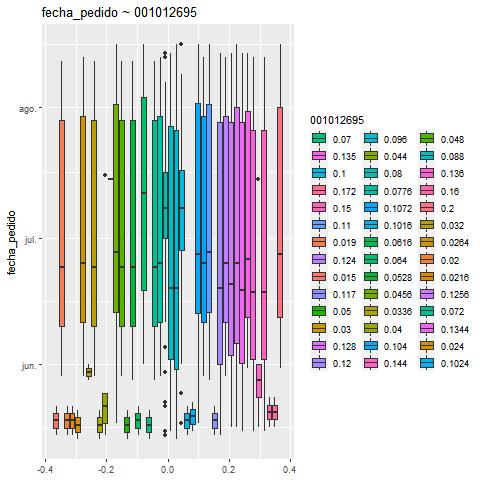 fecha_pedido ~ 001012695
fecha_pedido
ago.
jul.
jun.
-0.4 -0.2 0.0 0.2 0.4
001012695
0.07 0.096 0.048
0.135 0.044 0.088
0.1 0.08 0.136
0.172 0.0776 0.16
0.15 0.1072 0.2
0.11 0.1016 0.032
0.019 0.0616 0.0264
0.124 0.064 0.02
0.015 0.0528 0.0216
0.117 0.0456 0.1256
0.05 0.0336 0.072
0.03 0.04 0.1344
0.128 0.104 0.024
0.12 0.144 0.1024